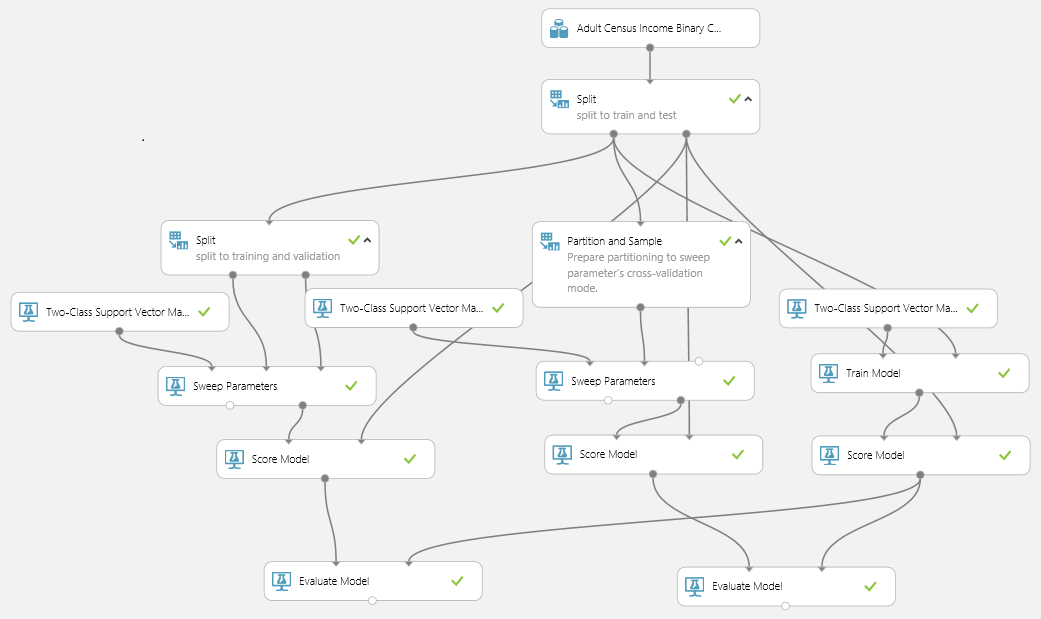 Adult Census Income Binary C...
Split
split to train and test
Split
split to training and validation
Partition and Sample
Prepare partitioning to sweep
parameter's cross-validation
mode.
Two-Class Support Vector Ma...
Two-Class Support Vector Ma...
Two-Class Support Vector Ma...
Sweep Parameters
Sweep Parameters
Train Model
Score Model
Score Model
Score Model
Evaluate Model
Evaluate Model